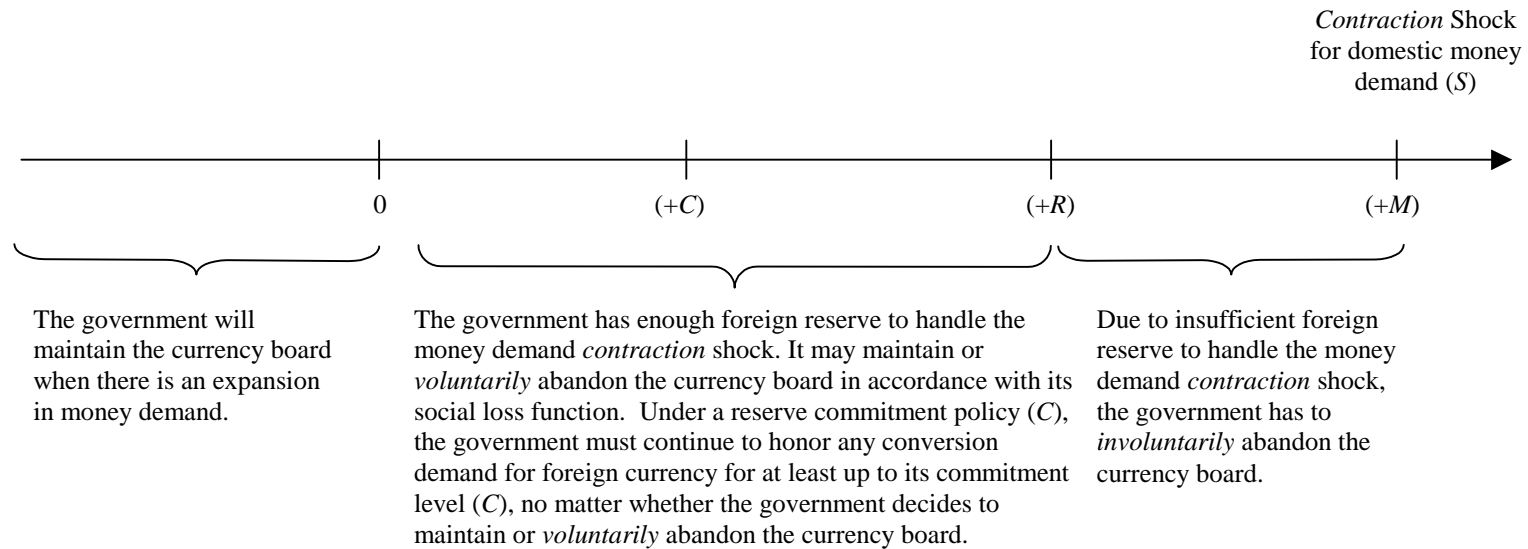 Contraction Shock
for domestic money
demand (S)
0
(+C)
(+R)
(+M)
The government will
maintain the currency board
when there is an expansion
in money demand.
The government has enough foreign reserve to handle the
money demand contraction shock. It may maintain or
voluntarily abandon the currency board in accordance with its
social loss function. Under a reserve commitment policy (C),
the government must continue to honor any conversion
demand for foreign currency for at least up to its commitment
level (C), no matter whether the government decides to
maintain or voluntarily abandon the currency board.
Due to insufficient foreign
reserve to handle the money
demand contraction shock,
the government has to
involuntarily abandon the
currency board.